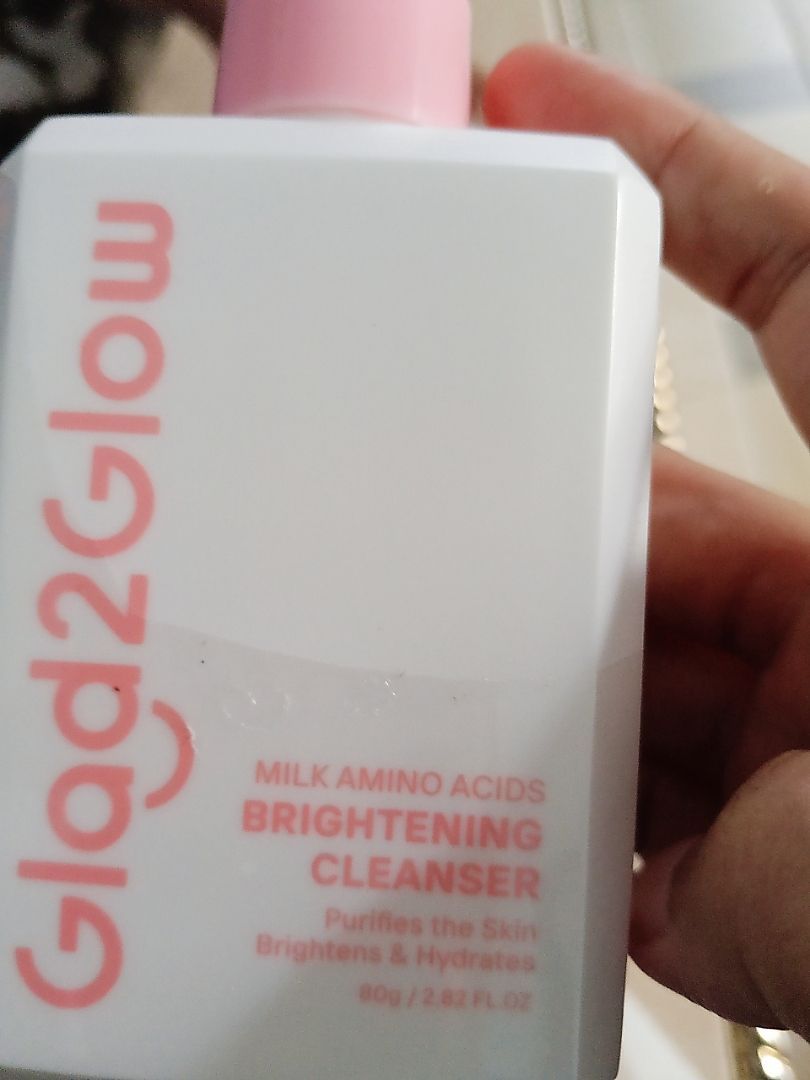 Glad2Glow
MILK AMINO ACIDS
BRIGHTENING
CLEANSER
Purifies the Skin
Brightens & Hydrates
80g / 2.82 FL.OZ